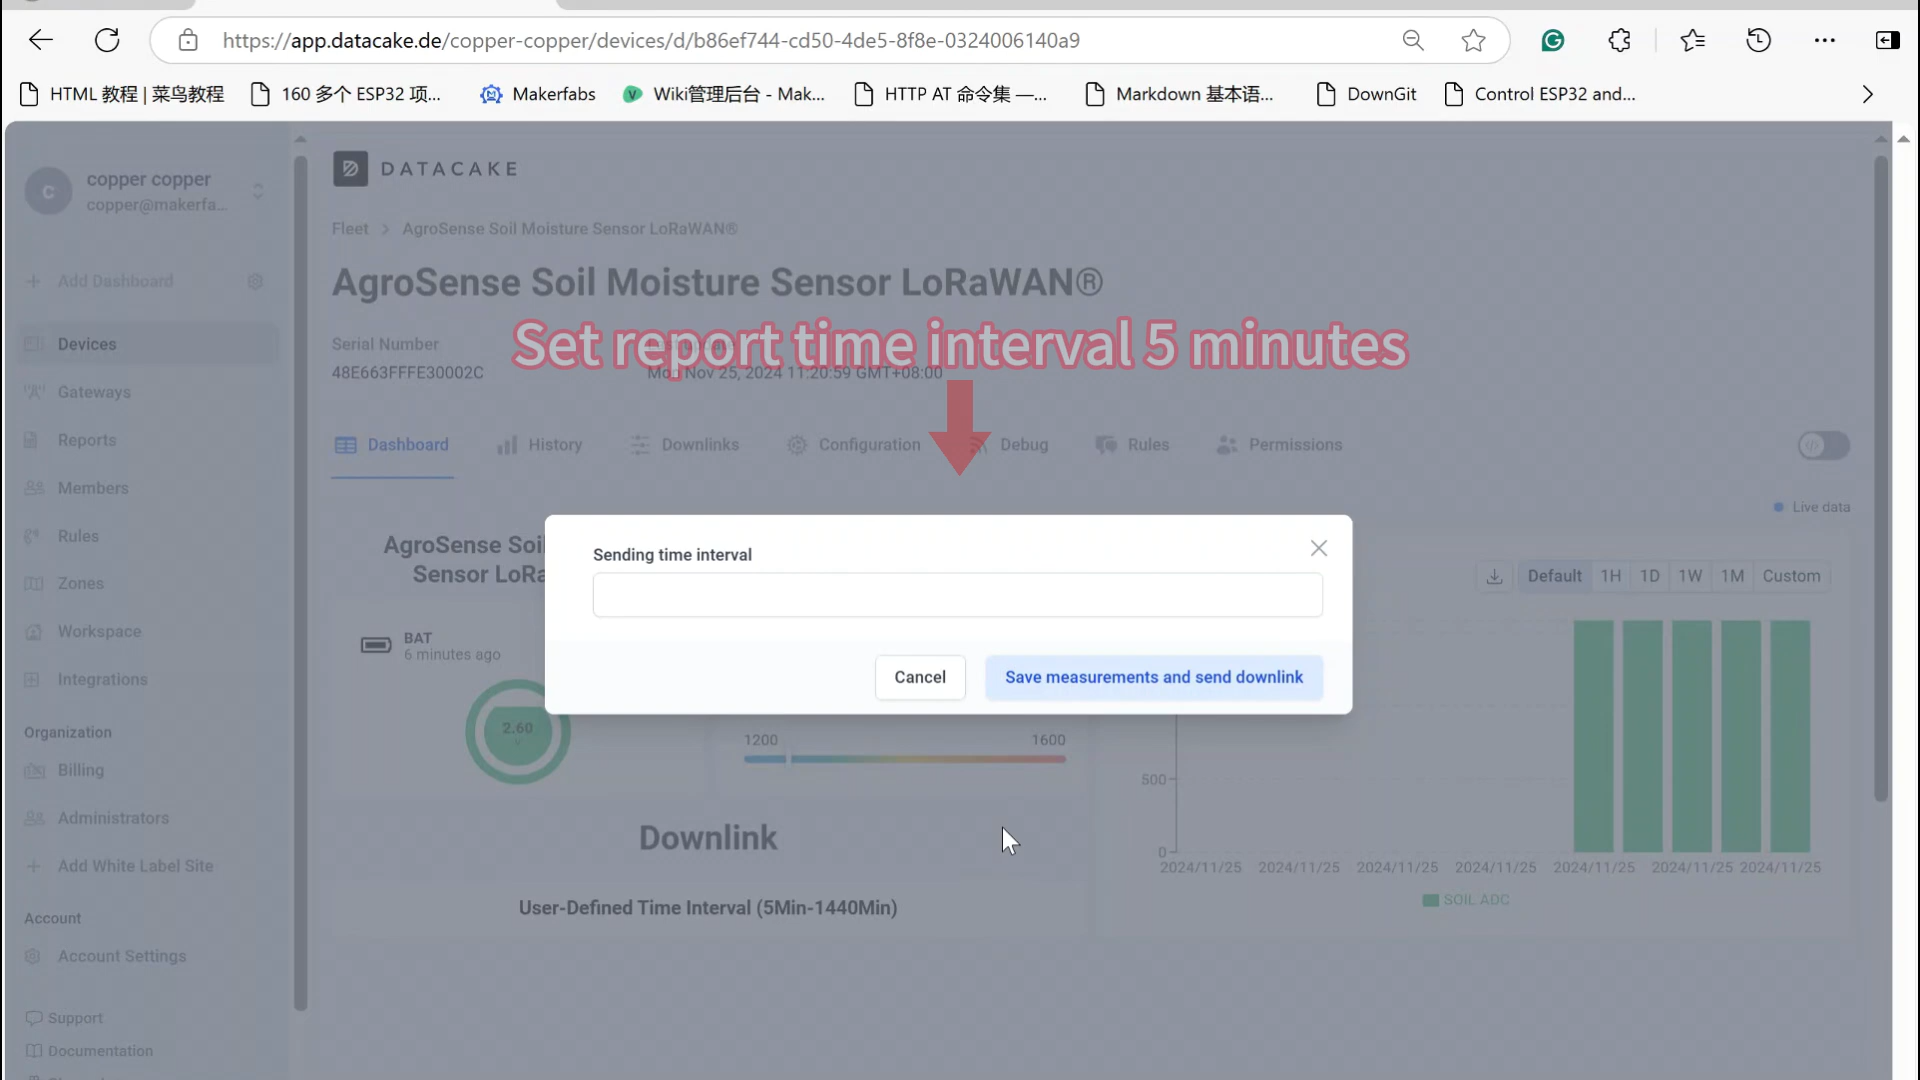 https://app.datacake.de/copper-copper/devices/d/b86ef744-cd50-4de5-8f8e-0324006140a9
HTML 教程 | 菜鸟教程
160 多个 ESP32 项...
Makerfabs
Wiki管理后台 - Mak...
HTTP AT 命令集 —...
Markdown 基本语...
DownGit
Control ESP32 and...
c
copper copper
copper@makerfa...
Add Dashboard
Devices
Gateways
Reports
Members
Rules
Zones
Workspace
Integrations
Organization
Billing
Administrators
Add White Label Site
Account
Account Settings
Support
Documentation
DATACAKE
Fleet > AgroSense Soil Moisture Sensor LoRaWAN®
AgroSense Soil Moisture Sensor LoRaWAN®
Set report time interval 5 minutes
Serial Number
48E663FFFE30002C
Mon Nov 25, 2024 11:20:59 GMT+08:00
Dashboard
History
Downlinks
Configuration
Debug
Rules
Permissions
Live data
AgroSense Soi
Sensor LoRa
BAT
6 minutes ago
2.60
V
Sending time interval
Cancel
Save measurements and send downlink
1200
1600
Downlink
User-Defined Time Interval (5Min-1440Min)
Default
1H
1D
1W
1M
Custom
500
0
2024/11/25 2024/11/25 2024/11/25 2024/11/25 2024/11/25 2024/11/25 2024/11/25
SOIL ADC